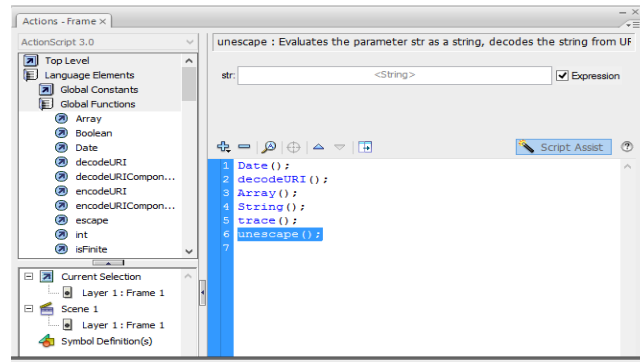 Actions - Frame ×
ActionScript 3.0
Top Level
Language Elements
Global Constants
Global Functions
Array
Boolean
Date
decodeURI
decodeURICompon...
encodeURI
encodeURICompon...
escape
int
isFinite
Current Selection
Layer 1 : Frame 1
Scene 1
Layer 1 : Frame 1
Symbol Definition(s)
unescape : Evaluates the parameter str as a string, decodes the string from UF
str: <String> Expression
Script Assist
1 Date();
2 decodeURI();
3 Array();
4 String();
5 trace();
6 unescape();
7